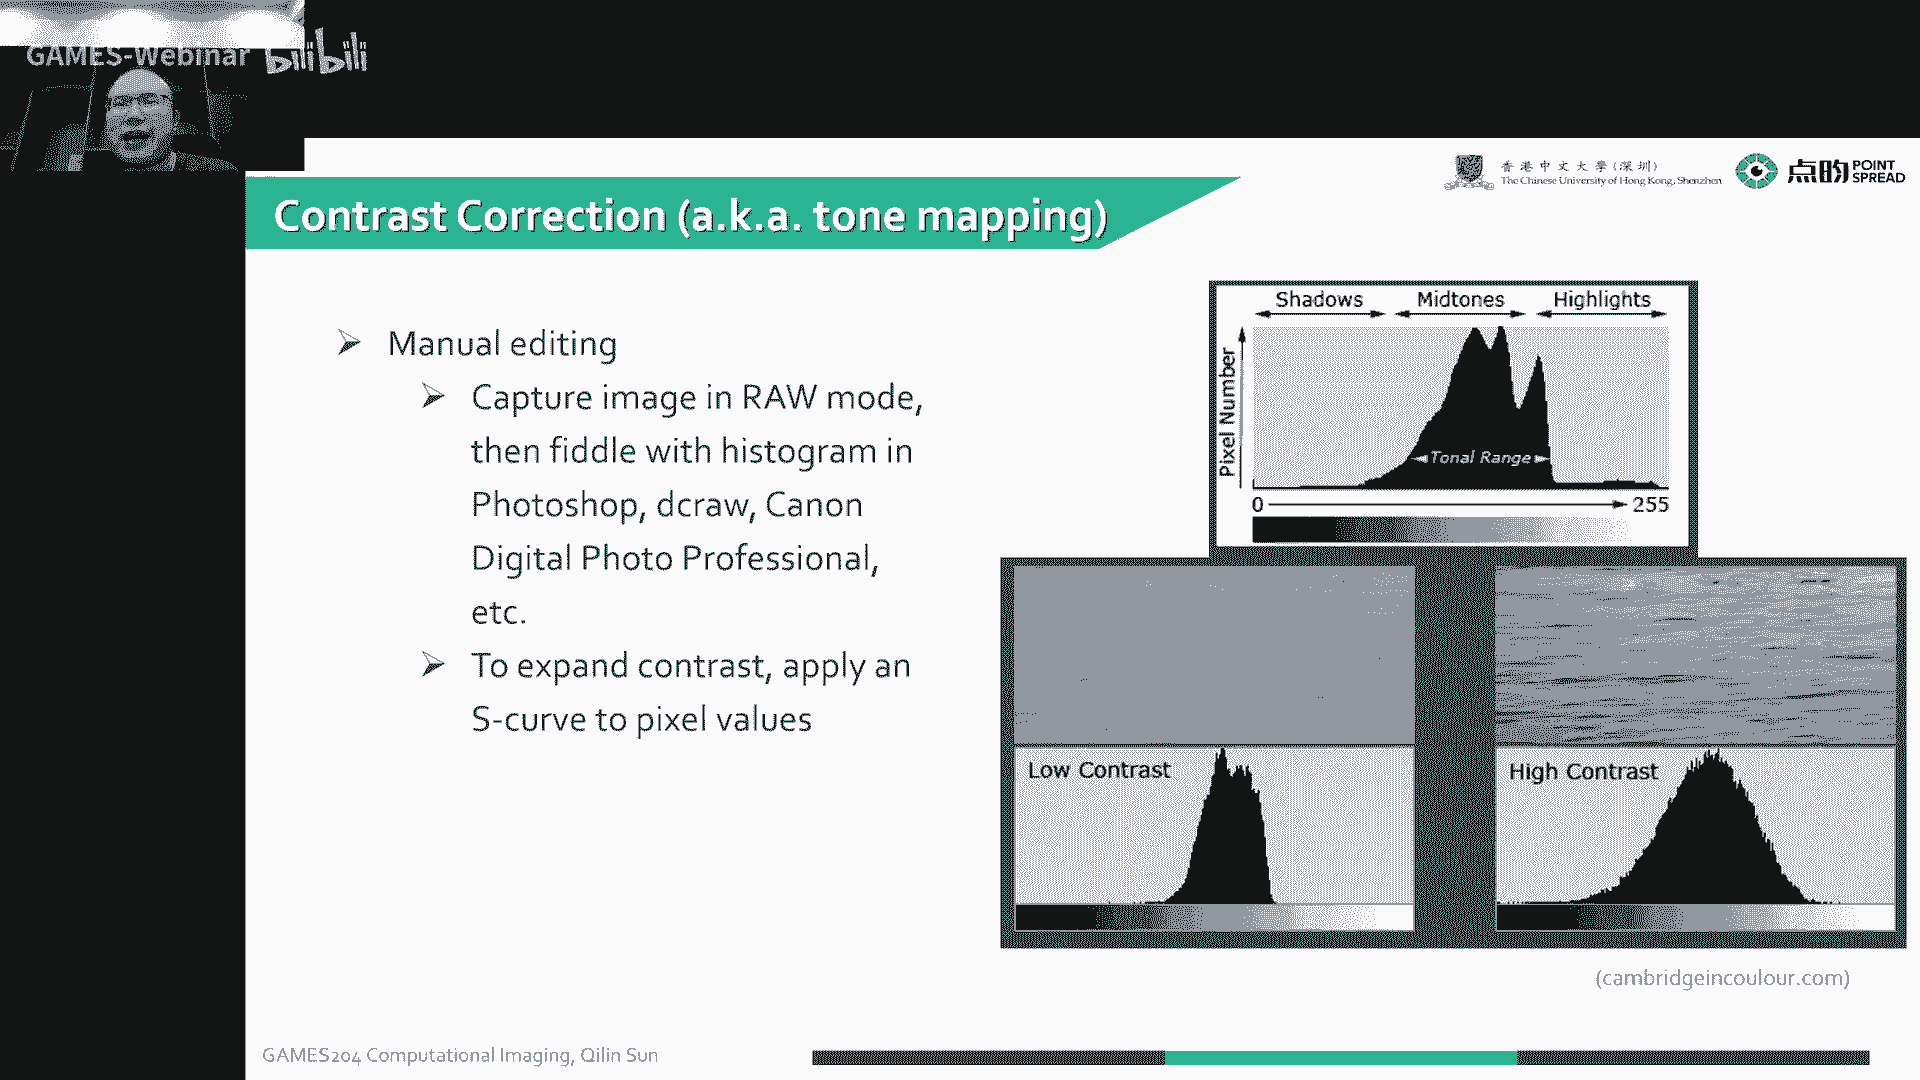 GAMES-Webinar bilibili
香港中文大學(深圳)
The Chinese University of Hong Kong, Shenzhen
点昀 POINT SPREAD
Contrast Correction (a.k.a. tone mapping)
Manual editing
Capture image in RAW mode,
then fiddle with histogram in
Photoshop, dcraw, Canon
Digital Photo Professional,
etc.
To expand contrast, apply an
S-curve to pixel values
Shadows Midtones Highlights
Pixel Number
Tonal Range
0 255
Low Contrast
High Contrast
(cambridgeincoulour.com)
GAMES204 Computational Imaging, Qilin Sun